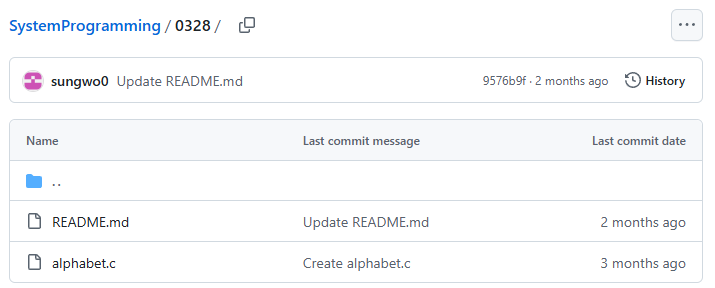 SystemProgramming / 0328 /
sungwo0 Update README.md 9576b9f · 2 months ago History
Name Last commit message Last commit date
..
README.md Update README.md 2 months ago
alphabet.c Create alphabet.c 3 months ago